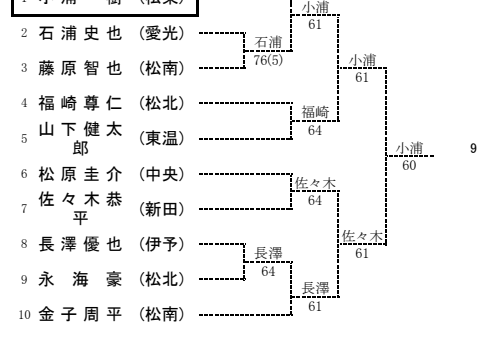 小浦
61
2 石浦史也 (愛光)
石浦
3 藤原智也 (松南)
76(5)
小浦
61
4 福崎尊仁 (松北)
福崎
5 山下健太郎 (東温)
64
小浦
60
9
6 松原圭介 (中央)
佐々木
7 佐々木恭平 (新田)
64
佐々木
61
8 長澤優也 (伊予)
長澤
9 永海豪 (松北)
64
長澤
10 金子周平 (松南)
61